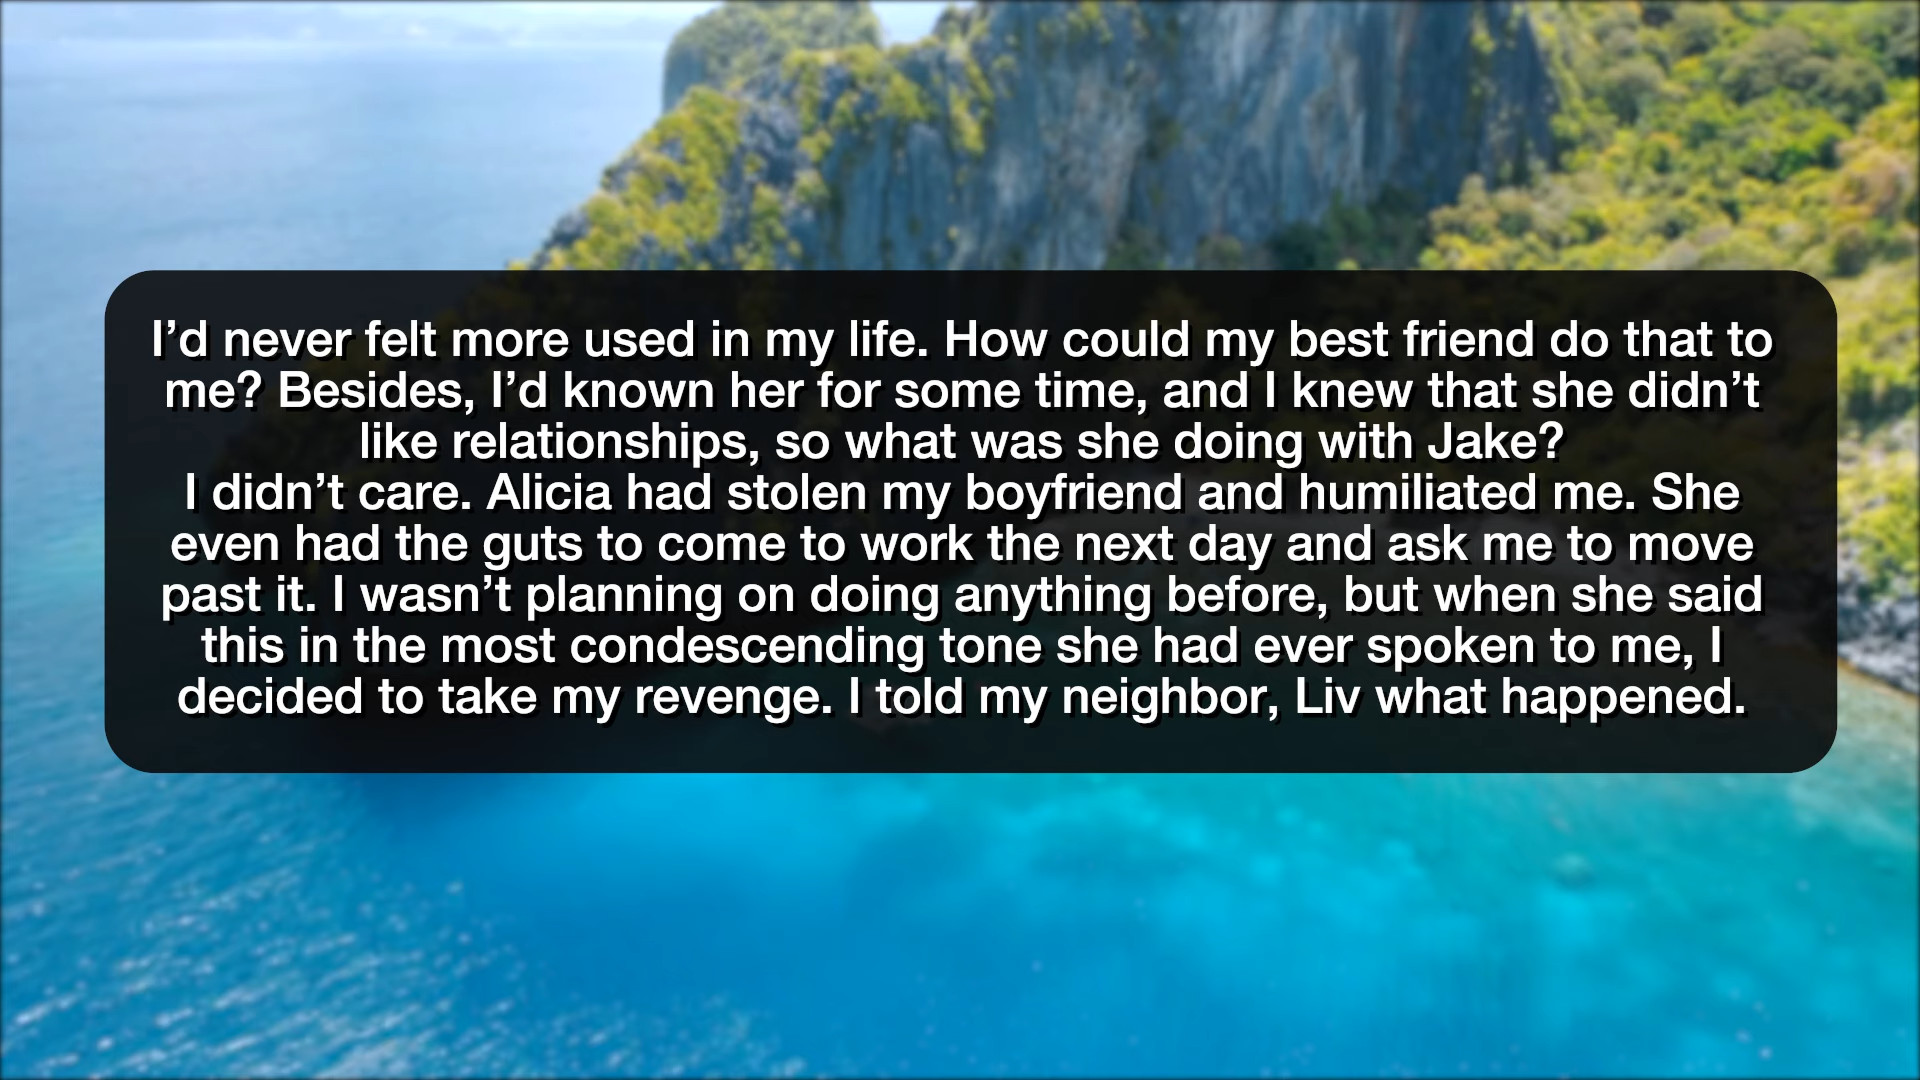 I’d never felt more used in my life. How could my best friend do that to
me? Besides, I’d known her for some time, and I knew that she didn’t
like relationships, so what was she doing with Jake?
I didn’t care. Alicia had stolen my boyfriend and humiliated me. She
even had the guts to come to work the next day and ask me to move
past it. I wasn’t planning on doing anything before, but when she said
this in the most condescending tone she had ever spoken to me, I
decided to take my revenge. I told my neighbor, Liv what happened.